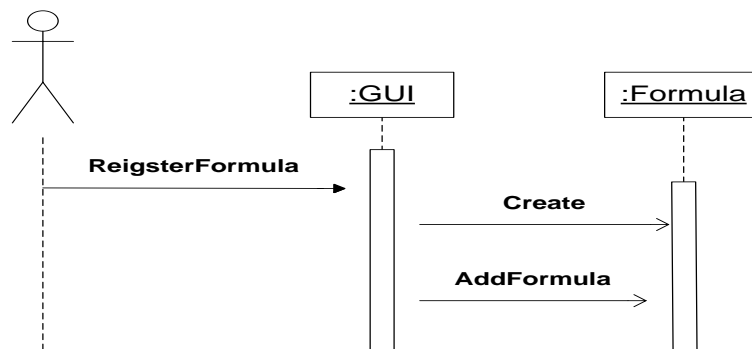 :GUI
:Formula
ReigsterFormula
Create
AddFormula